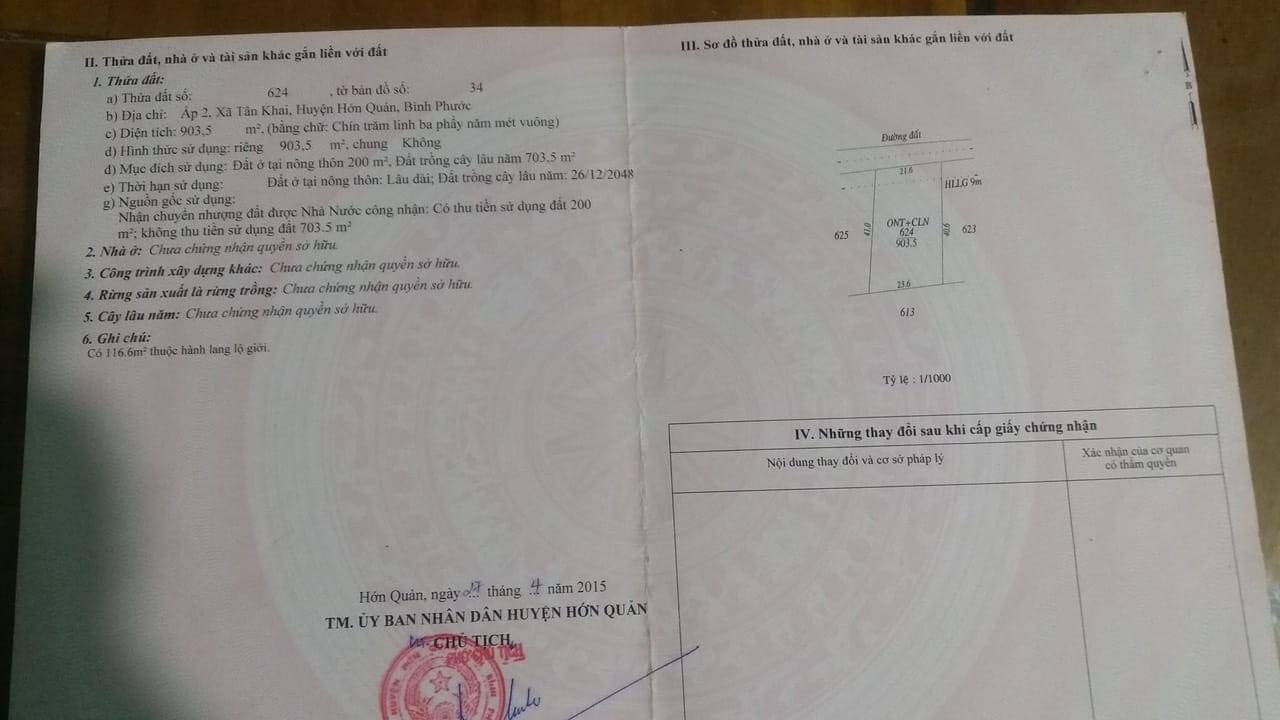 II. Thửa đất, nhà ở và tài sản khác gắn liền với đất
1. Thửa đất:
a) Thửa đất số: 624 , tờ bản đồ số: 34
b) Địa chỉ: Ấp 2, Xã Tân Khai, Huyện Hớn Quản, Bình Phước
c) Diện tích: 903,5 m², (bằng chữ: Chín trăm linh ba phẩy năm mét vuông)
d) Hình thức sử dụng: riêng 903,5 m², chung Không
đ) Mục đích sử dụng: Đất ở tại nông thôn 200 m², Đất trồng cây lâu năm 703,5 m²
e) Thời hạn sử dụng: Đất ở tại nông thôn: Lâu dài; Đất trồng cây lâu năm: 26/12/2048
g) Nguồn gốc sử dụng:
Nhận chuyển nhượng đất được Nhà Nước công nhận: Có thu tiền sử dụng đất 200
m²; không thu tiền sử dụng đất 703.5 m²
2. Nhà ở: Chưa chứng nhận quyền sở hữu.
3. Công trình xây dựng khác: Chưa chứng nhận quyền sở hữu.
4. Rừng sản xuất là rừng trồng: Chưa chứng nhận quyền sở hữu.
5. Cây lâu năm: Chưa chứng nhận quyền sở hữu.
6. Ghi chú:
Có 116.6m² thuộc hành lang lộ giới.
Hớn Quản, ngày 27 tháng 4 năm 2015
TM. ỦY BAN NHÂN DÂN HUYỆN HỚN QUẢN
CHỦ TỊCH
III. Sơ đồ thửa đất, nhà ở và tài sản khác gắn liền với đất
B
Đường đất
21.6
HLLG 9m
625
41.0
ONT+CLN
624
903.5
40.6
623
23.6
613
Tỷ lệ : 1/1000
IV. Những thay đổi sau khi cấp giấy chứng nhận
Nội dung thay đổi và cơ sở pháp lý
Xác nhận của cơ quan
có thẩm quyền